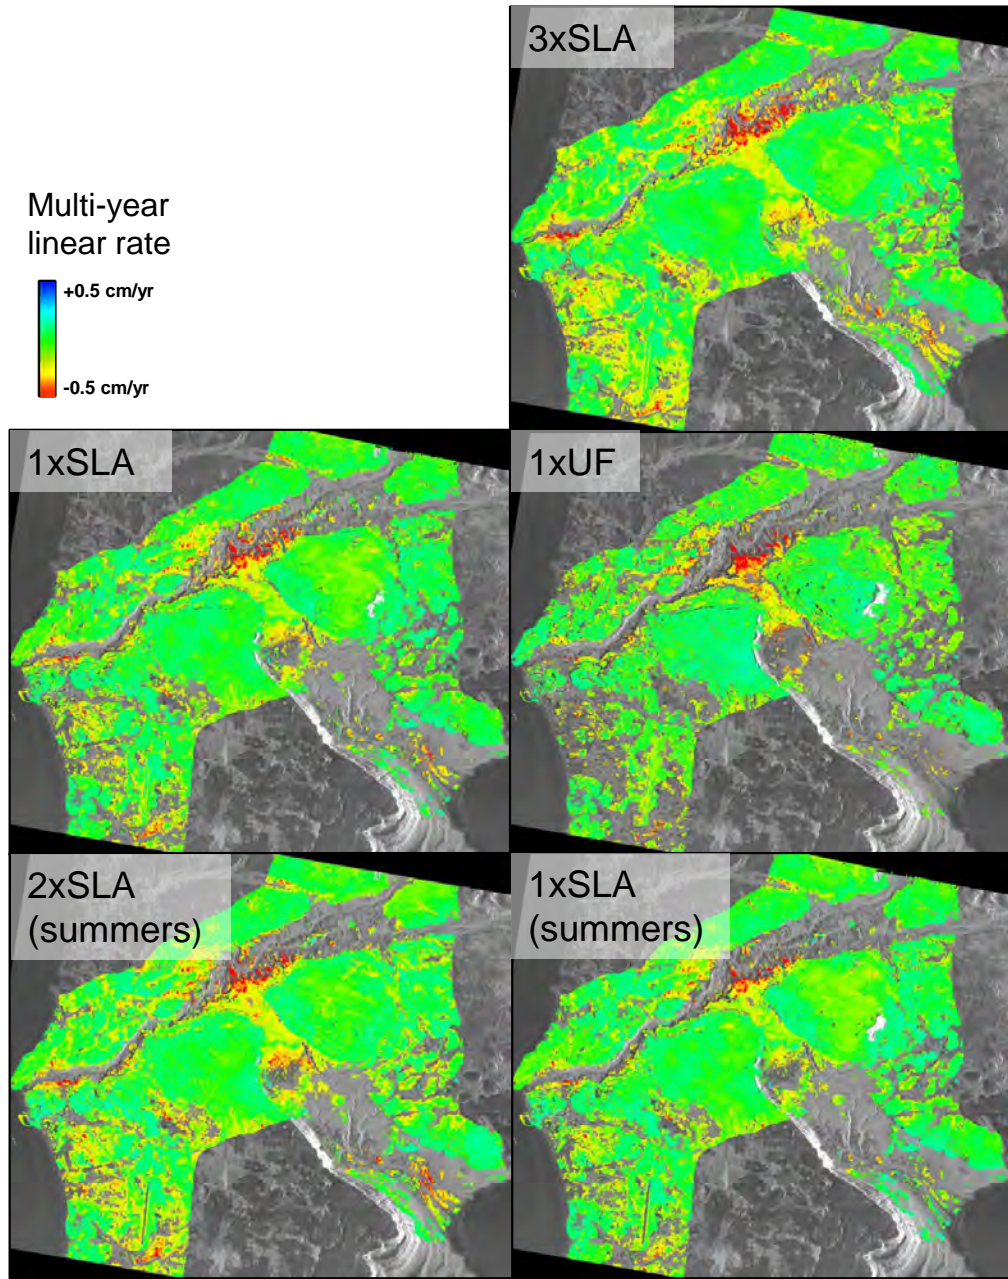 3xSLA
Multi-year
linear rate
+0.5 cm/yr
-0.5 cm/yr
1xSLA
1xUF
2xSLA
(summers)
1xSLA
(summers)